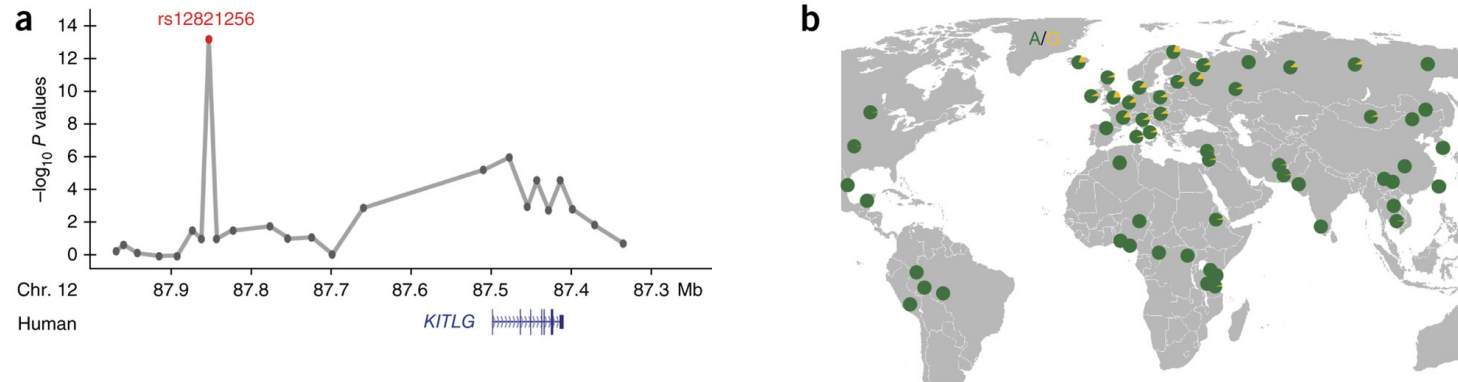 a
rs12821256
14
12
10
8
6
4
2
0
–log10 P values
87.9 87.8 87.7 87.6 87.5 87.4 87.3 Mb
Chr. 12
Human
KITLG
b
A/G